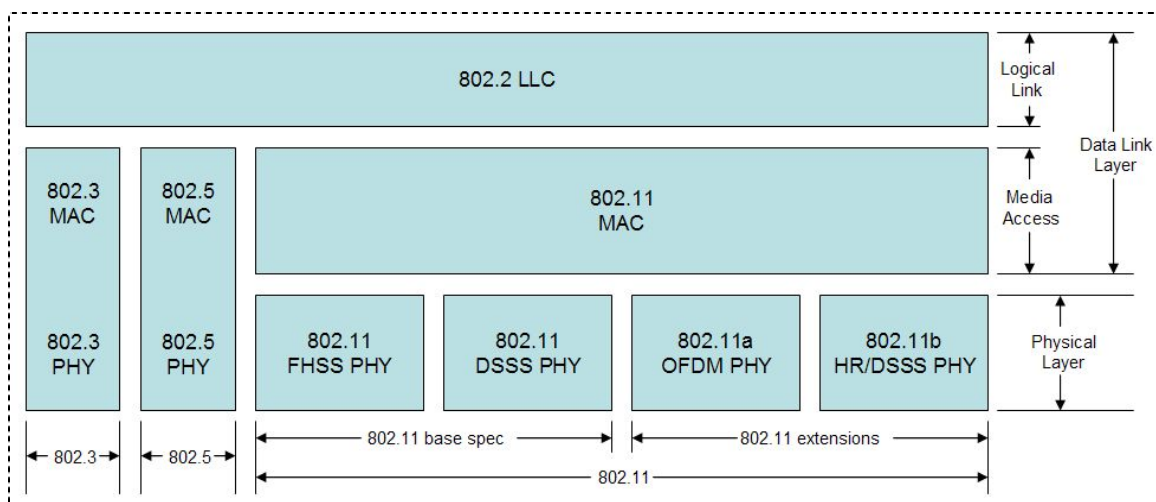 802.2 LLC
Logical
Link
Data Link
Layer
802.3
MAC
802.5
MAC
802.11
MAC
Media
Access
802.3
PHY
802.5
PHY
802.11
FHSS PHY
802.11
DSSS PHY
802.11a
OFDM PHY
802.11b
HR/DSSS PHY
Physical
Layer
802.11 base spec
802.11 extensions
802.3
802.5
802.11